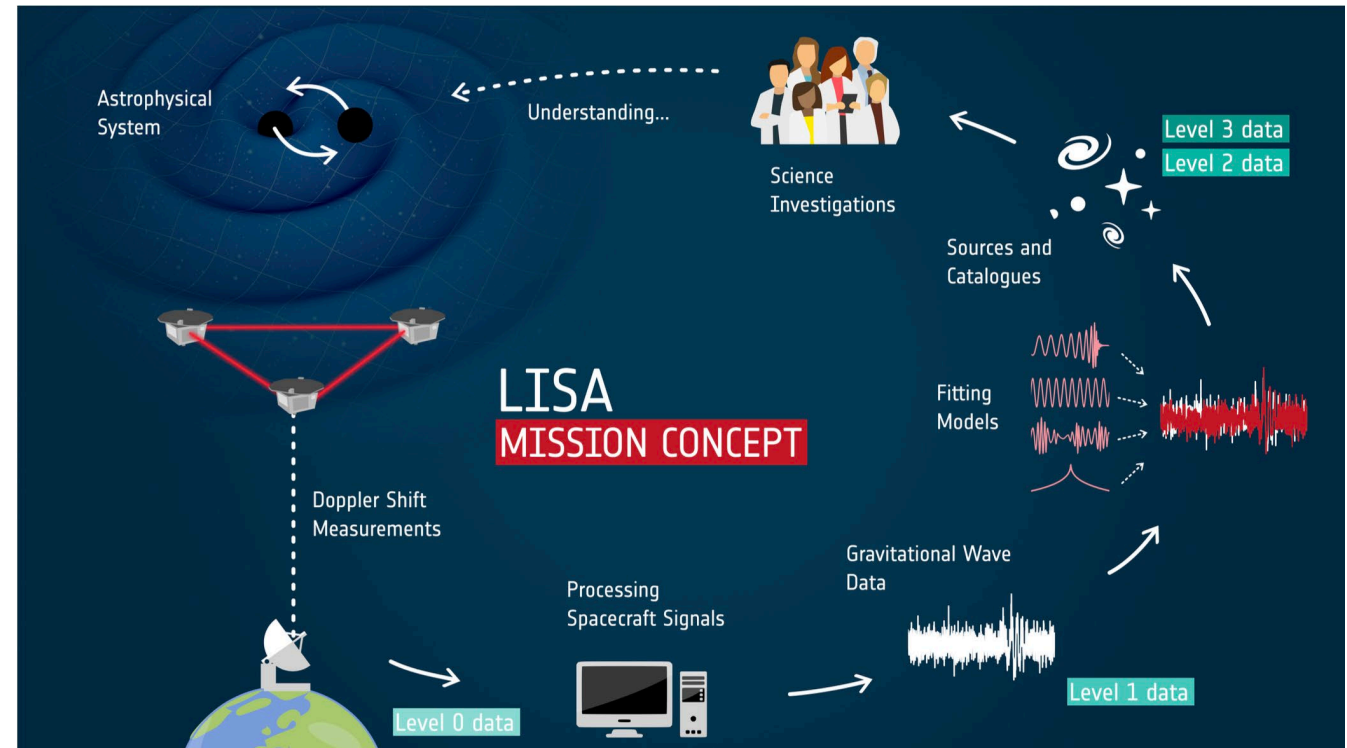 Astrophysical
System
Understanding...
Science
Investigations
Level 3 data
Level 2 data
Sources and
Catalogues
Fitting
Models
LISA
MISSION CONCEPT
Doppler Shift
Measurements
Gravitational Wave
Data
Processing
Spacecraft Signals
Level 0 data
Level 1 data